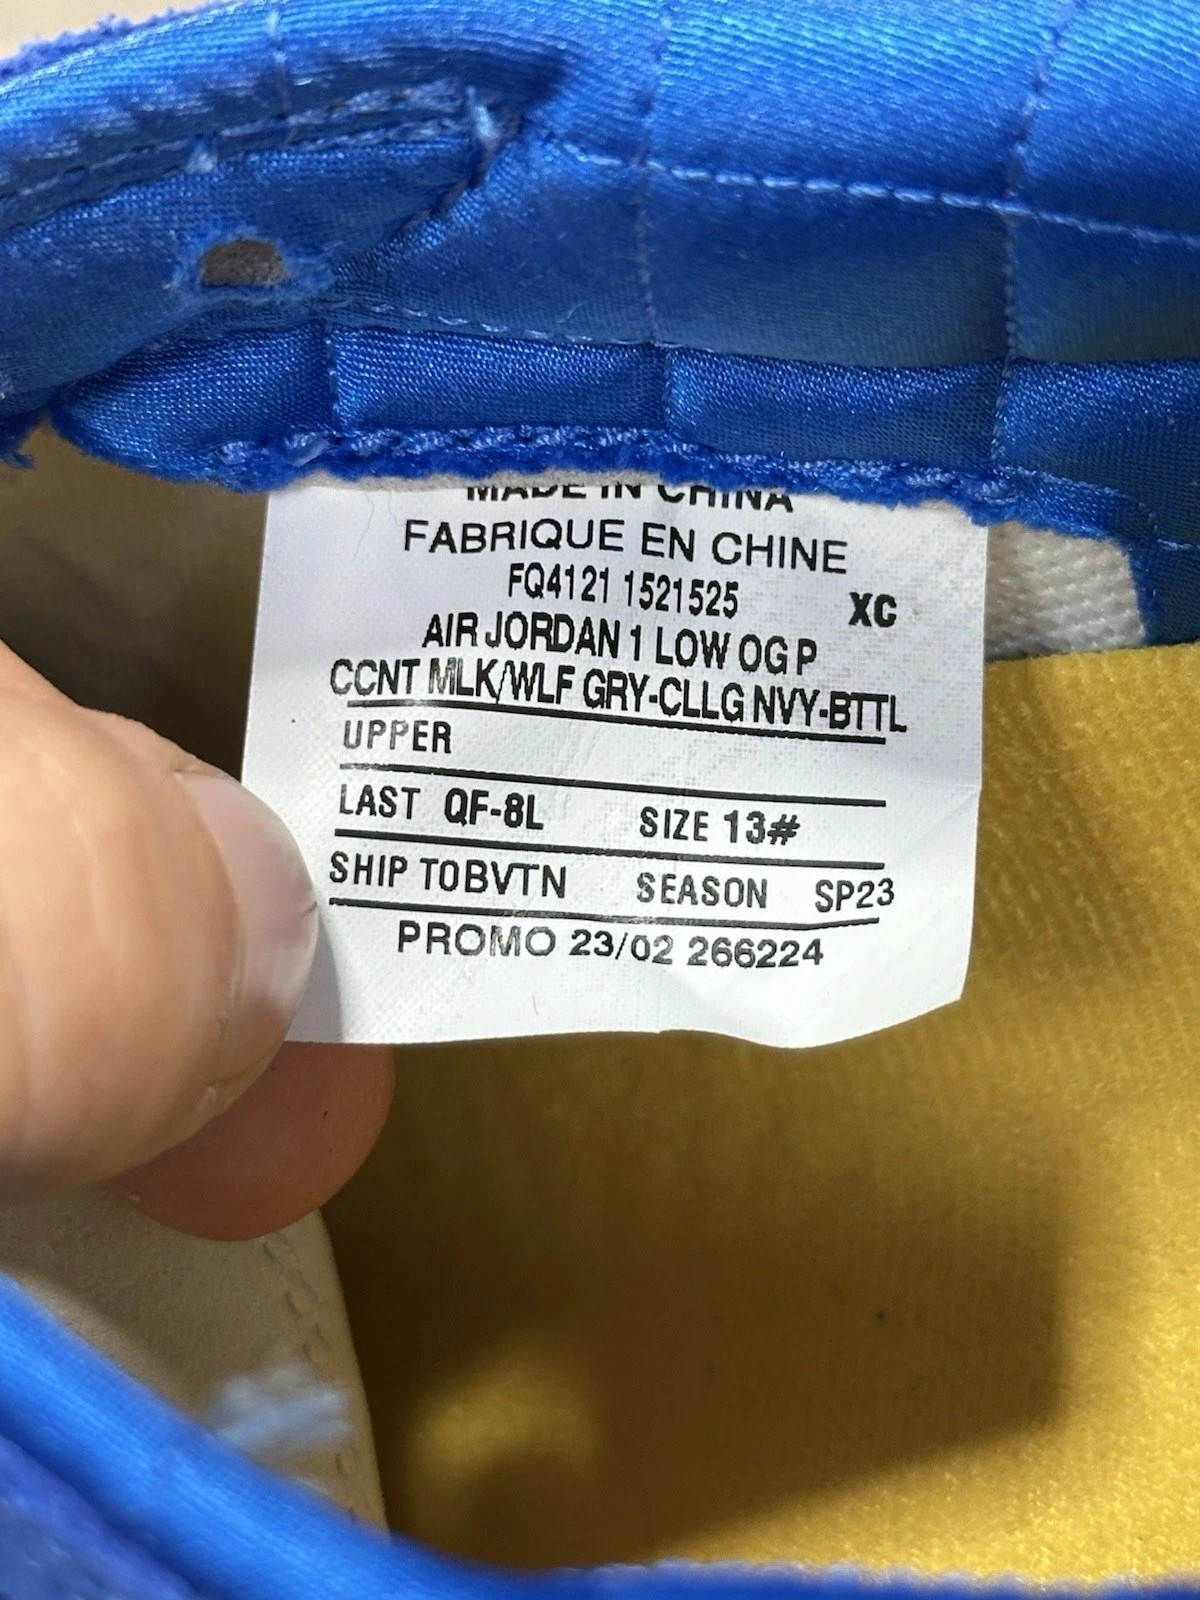 MADE IN CHINA
FABRIQUE EN CHINE
FQ4121 1521525 XC
AIR JORDAN 1 LOW OG P
CCNT MLK/WLF GRY-CLLG NVY-BTTL
UPPER
LAST QF-8L SIZE 13#
SHIP TOBVTN SEASON SP23
PROMO 23/02 266224